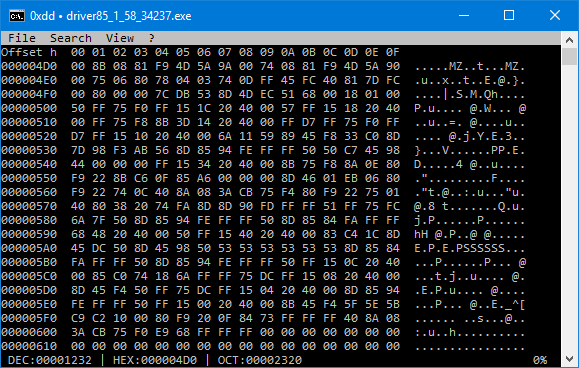 0xdd • driver85_1_58_34237.exe
File Search View ?
Offset h 00 01 02 03 04 05 06 07 08 09 0A 0B 0C 0D 0E 0F
000004D0 00 8B 08 81 F9 4D 5A 9A 00 74 08 81 F9 4D 5A 90 .....MZ..t...MZ.
000004E0 00 75 06 80 78 04 03 74 0D FF 45 FC 40 81 7D FC .u..x..t..E.@.}.
000004F0 00 80 00 00 7C DB 53 8D 4D EC 51 68 00 18 01 00 ....|.S.M.Qh....
00000500 50 FF 75 F0 FF 15 1C 20 40 00 57 FF 15 18 20 40 P.u.... @.W... @
00000510 00 FF 75 F8 8B 3D 14 20 40 00 FF D7 FF 75 F0 FF ..u..=. @....u..
00000520 D7 FF 15 10 20 40 00 6A 11 59 89 45 F8 33 C0 8D .... @.j.Y.E.3..
00000530 7D 98 F3 AB 56 8D 85 94 FE FF FF 50 50 C7 45 98 }...V......PP.E.
00000540 44 00 00 00 FF 15 34 20 40 00 8B 75 F8 8A 0E 80 D.....4 @..u....
00000550 F9 22 8B C6 0F 85 A6 00 00 00 8D 46 01 EB 06 80 .".........F....
00000560 F9 22 74 0C 40 8A 08 3A CB 75 F4 80 F9 22 75 01 ."t.@..:.u..."u.
00000570 40 80 38 20 74 FA 8D 8D 90 FD FF FF 51 FF 75 FC @.8 t.......Q.u.
00000580 6A 7F 50 8D 85 94 FE FF FF 50 8D 85 84 FA FF FF j.P......P......
00000590 68 48 20 40 00 50 FF 15 40 20 40 00 83 C4 1C 8D hH @.P..@ @.....
000005A0 45 DC 50 8D 45 98 50 53 53 53 53 53 53 8D 85 84 E.P.E.PSSSSSS...
000005B0 FA FF FF 50 8D 85 94 FE FF FF 50 FF 15 0C 20 40 ...P......P... @
000005C0 00 85 C0 74 18 6A FF FF 75 DC FF 15 08 20 40 00 ...t.j..u.... @.
000005D0 8D 45 F4 50 FF 75 DC FF 15 04 20 40 00 8D 85 94 .E.P.u.... @....
000005E0 FE FF FF 50 FF 15 00 20 40 00 8B 45 F4 5F 5E 5B ...P... @..E._^[
000005F0 C9 C2 10 00 80 F9 20 0F 84 73 FF FF FF 40 8A 08 ...... ..s...@..
00000600 3A CB 75 F0 E9 68 FF FF FF 00 00 00 00 00 00 00 :.u..h..........
00000610 00 00 00 00 00 00 00 00 00 00 00 00 00 00 00 00 ................
DEC:00001232 | HEX:000004D0 | OCT:00002320 0%